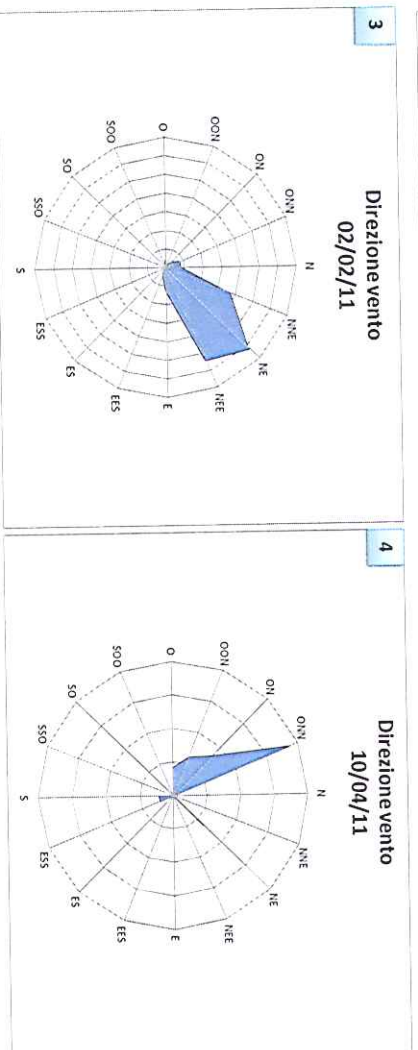 3
Direzione vento
02/02/11
N
NNE
NE
NEE
E
EES
ES
ESS
S
SSO
SO
SOO
O
OON
ON
ONN
4
Direzione vento
10/04/11
N
NNE
NE
NEE
E
EES
ES
ESS
S
SSO
SO
SOO
O
OON
ON
ONN